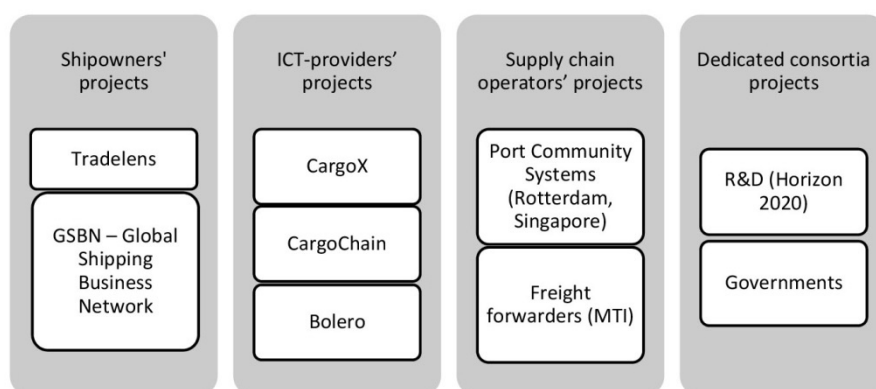 Shipowners'
projects
Tradelens
GSBN – Global
Shipping
Business
Network
ICT-providers’
projects
CargoX
CargoChain
Bolero
Supply chain
operators’ projects
Port Community
Systems
(Rotterdam,
Singapore)
Freight
forwarders (MTI)
Dedicated consortia
projects
R&D (Horizon
2020)
Governments